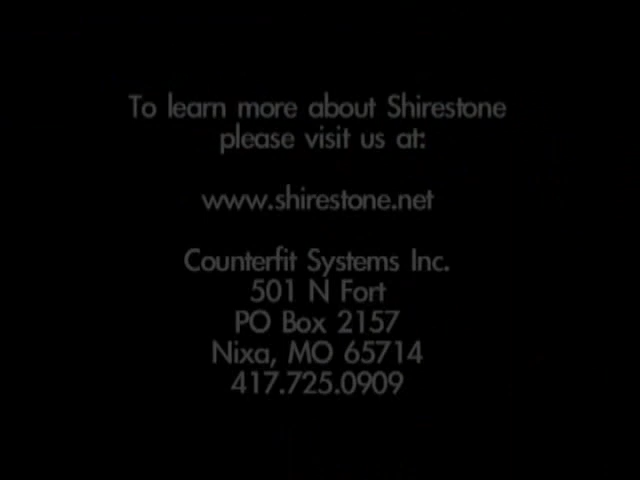 To learn more about Shirestone
please visit us at:
www.shirestone.net
Counterfit Systems Inc.
501 N Fort
PO Box 2157
Nixa, MO 65714
417.725.0909